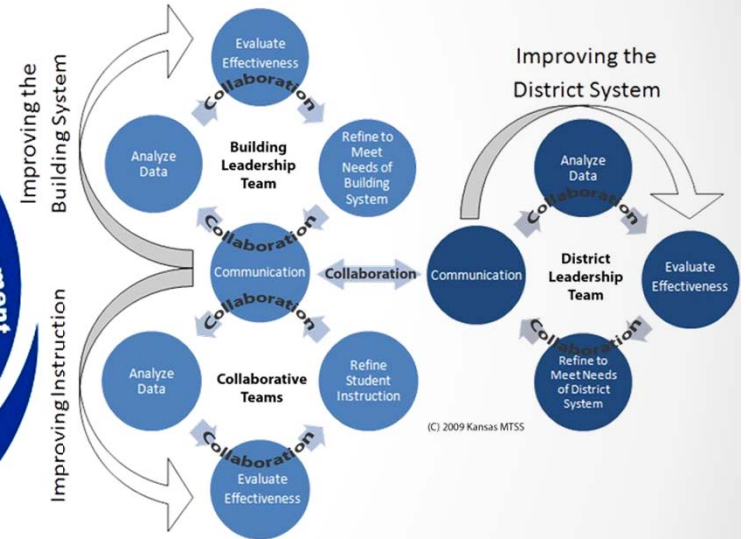 Improving the
Building System
Evaluate
Effectiveness
Collaboration
Analyze
Data
Building
Leadership
Team
Refine to
Meet
Needs of
Building
System
Collaboration
Communication
Collaboration
Collaboration
Improving Instruction
Analyze
Data
Collaborative
Teams
Refine
Student
Instruction
Collaboration
Evaluate
Effectiveness
Improving the
District System
Analyze
Data
Collaboration
Communication
District
Leadership
Team
Evaluate
Effectiveness
Collaboration
Refine to
Meet Needs
of District
System
(C) 2009 Kansas MTSS